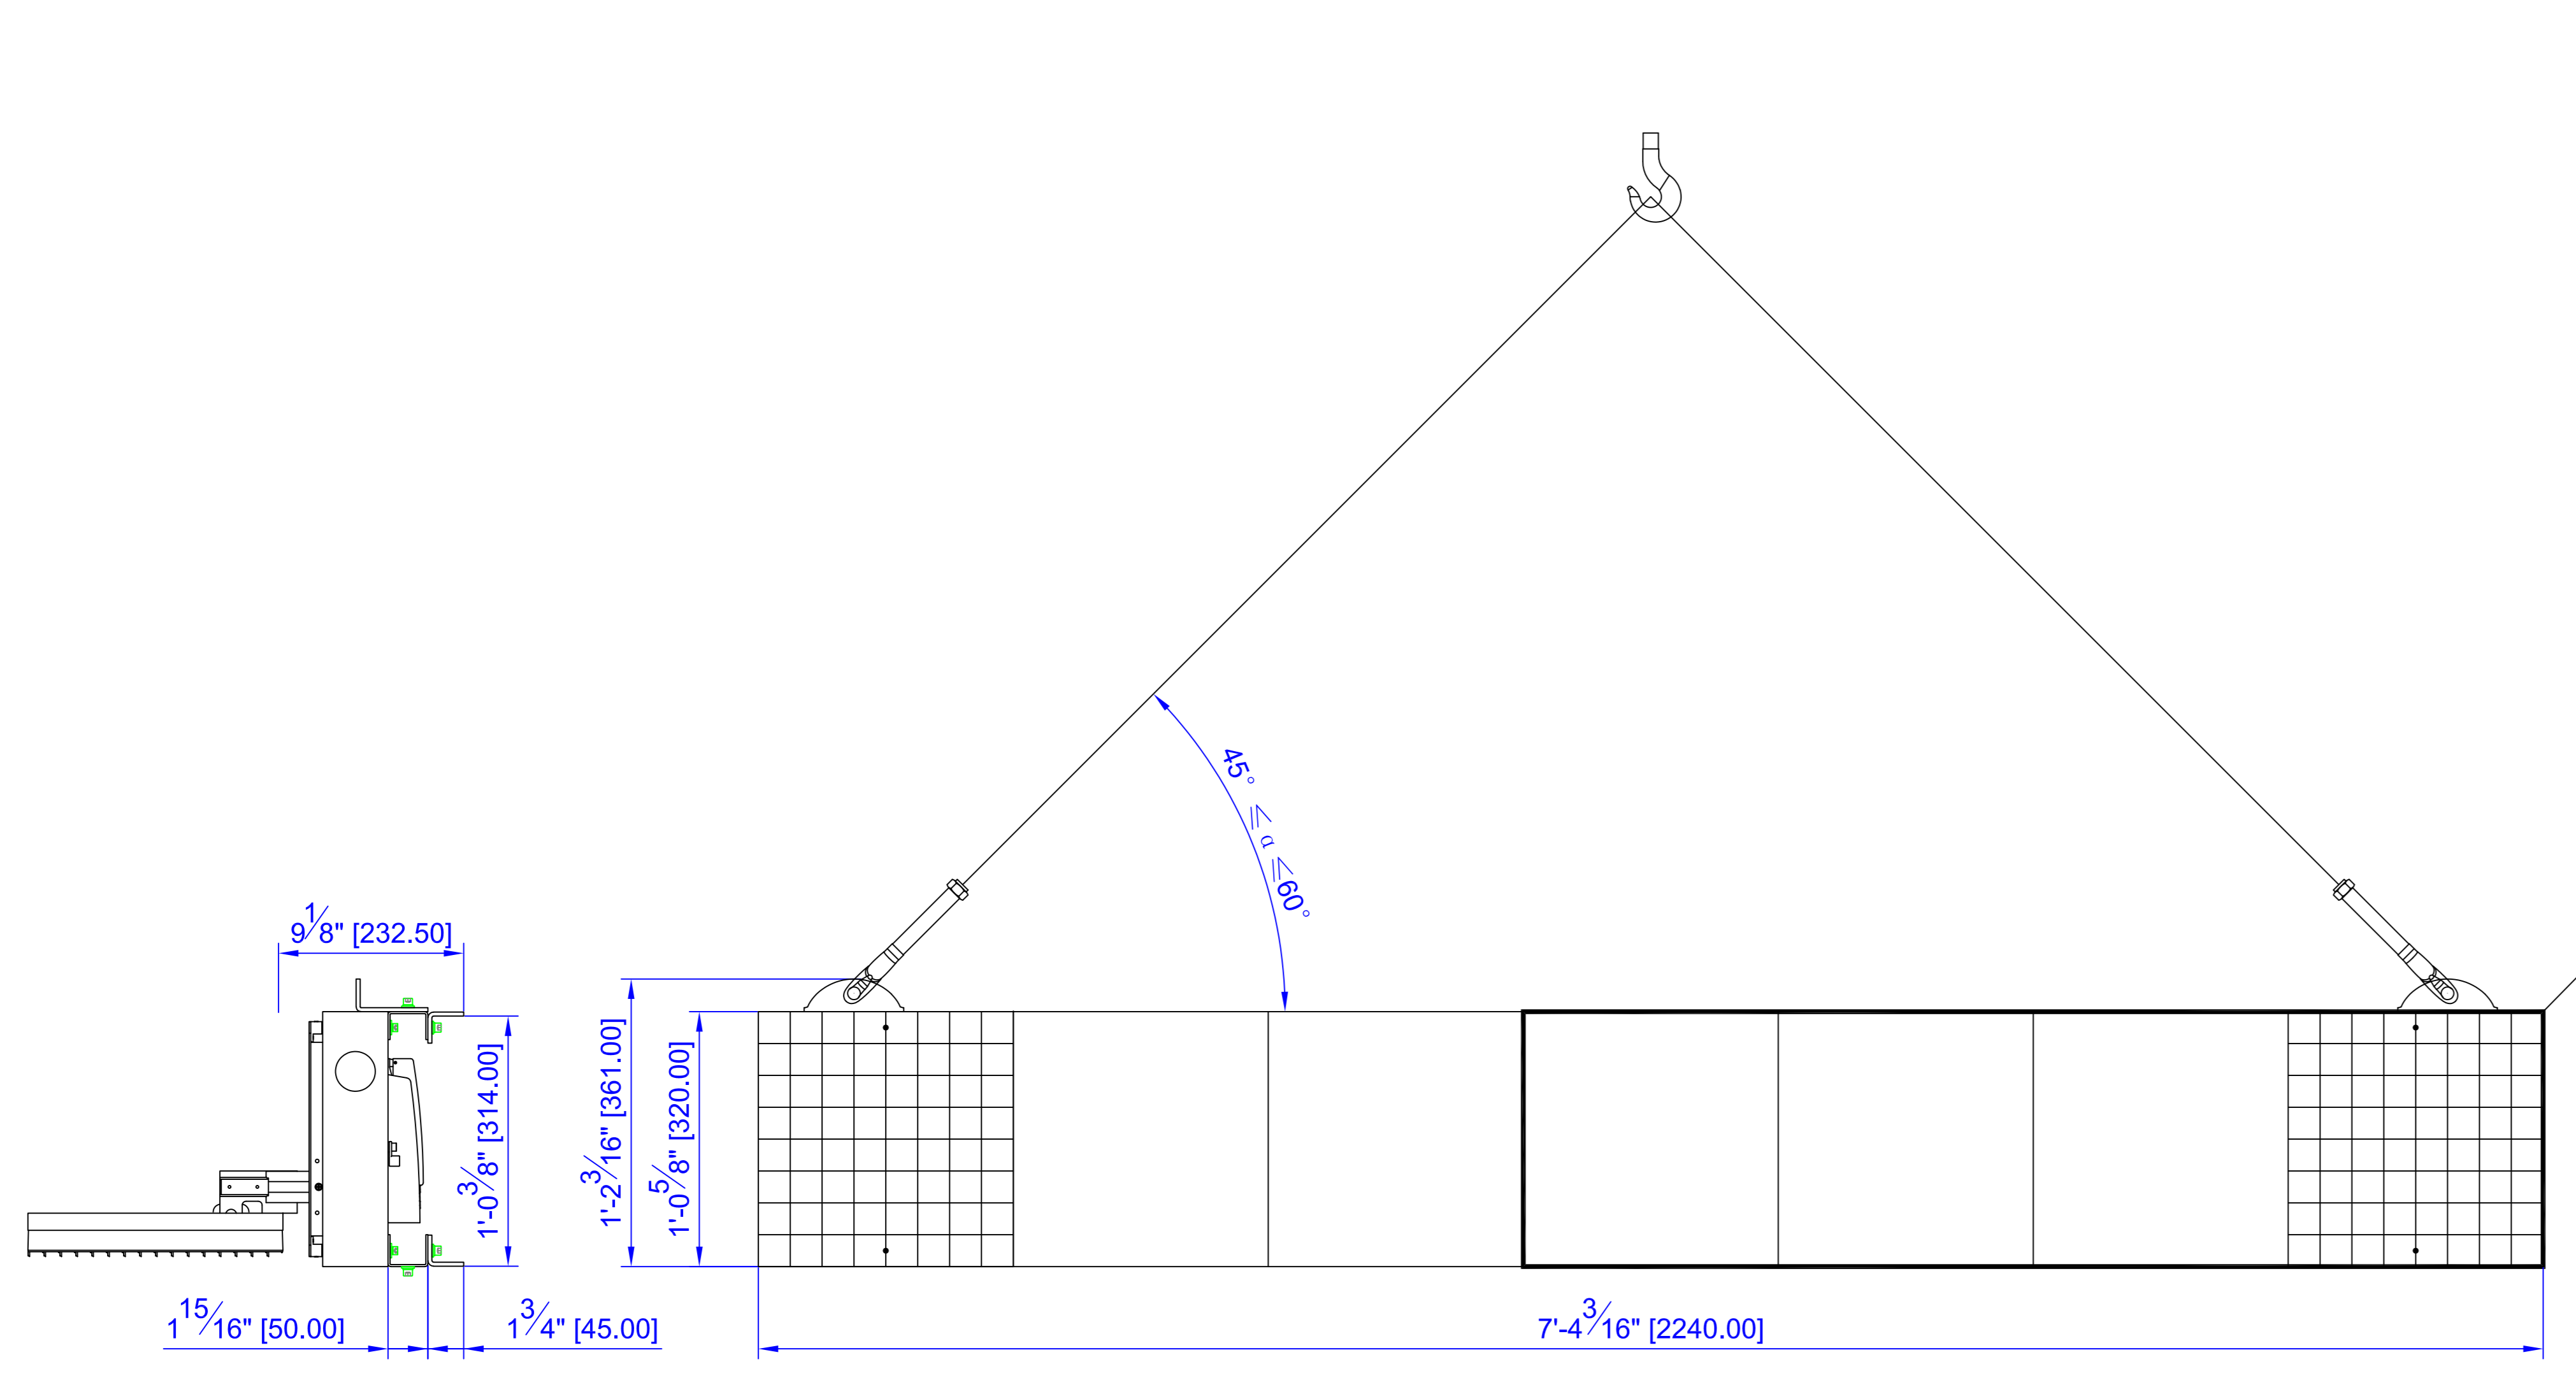 45° ≤ α ≤60°
9 1/8" [232.50]
1'-0 3/8" [314.00]
1'-2 3/16" [361.00]
1'-0 5/8" [320.00]
1 15/16" [50.00]
1 3/4" [45.00]
7'-4 3/16" [2240.00]